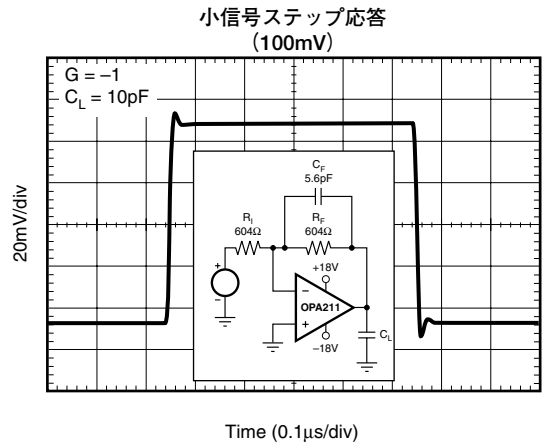 小信号ステップ応答
(100mV)
G = –1
C_L = 10pF
C_F
5.6pF
R_I
604Ω
R_F
604Ω
+
–
+18V
–
OPA211
+
–18V
C_L
20mV/div
Time (0.1μs/div)